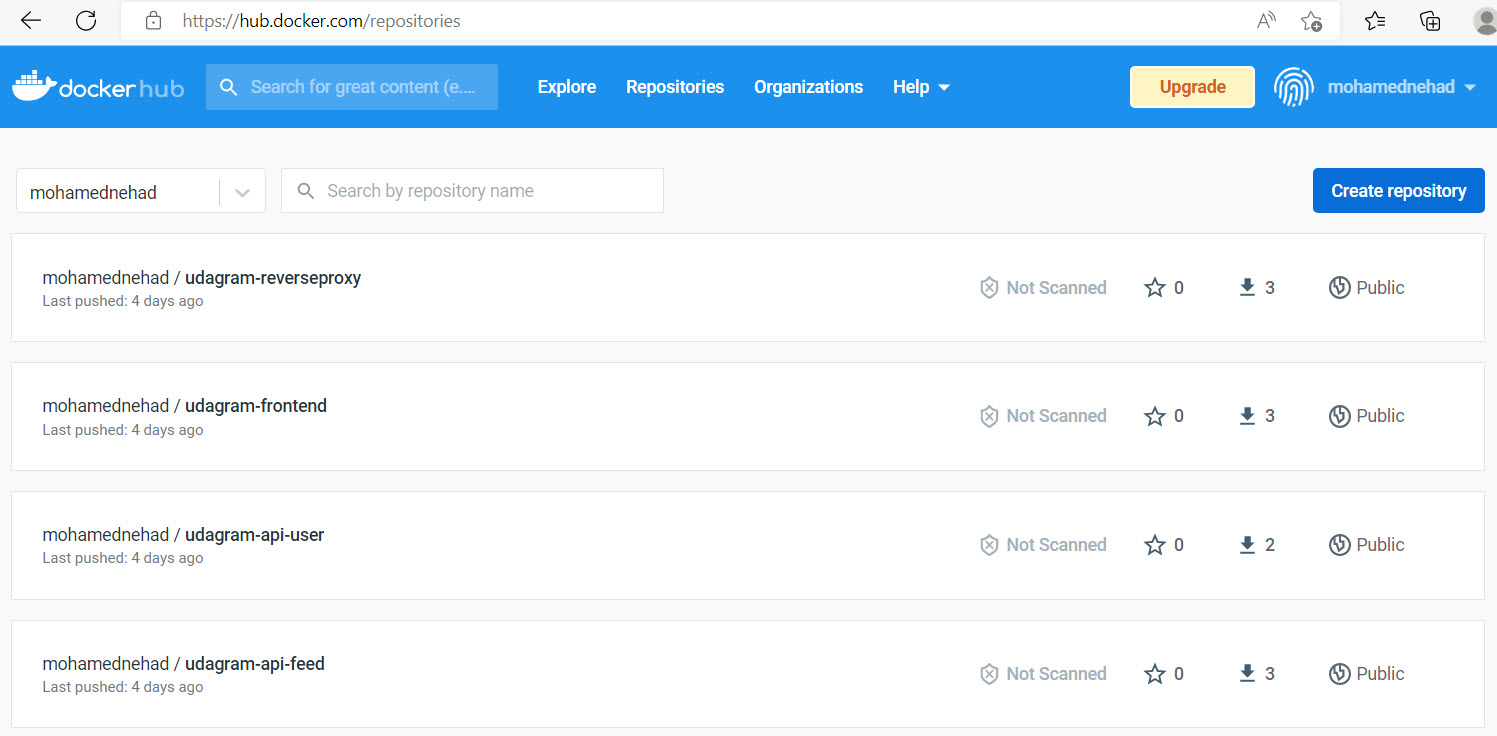 https://hub.docker.com/repositories
dockerhub Search for great content (e.... Explore Repositories Organizations Help Upgrade mohamednehad
mohamednehad Search by repository name Create repository
mohamednehad / udagram-reverseproxy
Last pushed: 4 days ago
Not Scanned 0 3 Public
mohamednehad / udagram-frontend
Last pushed: 4 days ago
Not Scanned 0 3 Public
mohamednehad / udagram-api-user
Last pushed: 4 days ago
Not Scanned 0 2 Public
mohamednehad / udagram-api-feed
Last pushed: 4 days ago
Not Scanned 0 3 Public